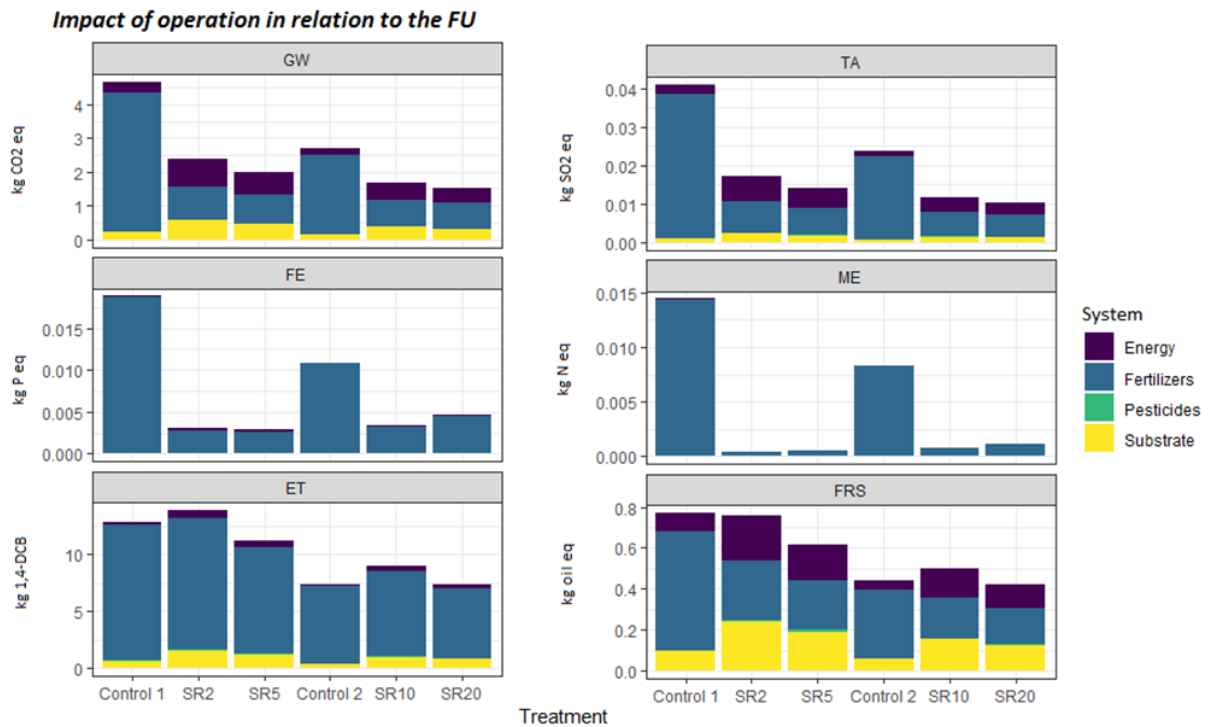 Impact of operation in relation to the FU
GW
kg CO2 eq
4
3
2
1
0
TA
kg SO2 eq
0.04
0.03
0.02
0.01
0.00
FE
kg P eq
0.015
0.010
0.005
0.000
ME
kg N eq
0.015
0.010
0.005
0.000
ET
kg 1,4-DCB
10
5
0
Control 1 SR2 SR5 Control 2 SR10 SR20
FRS
kg oil eq
0.8
0.6
0.4
0.2
0.0
Control 1 SR2 SR5 Control 2 SR10 SR20
Treatment
System
Energy
Fertilizers
Pesticides
Substrate